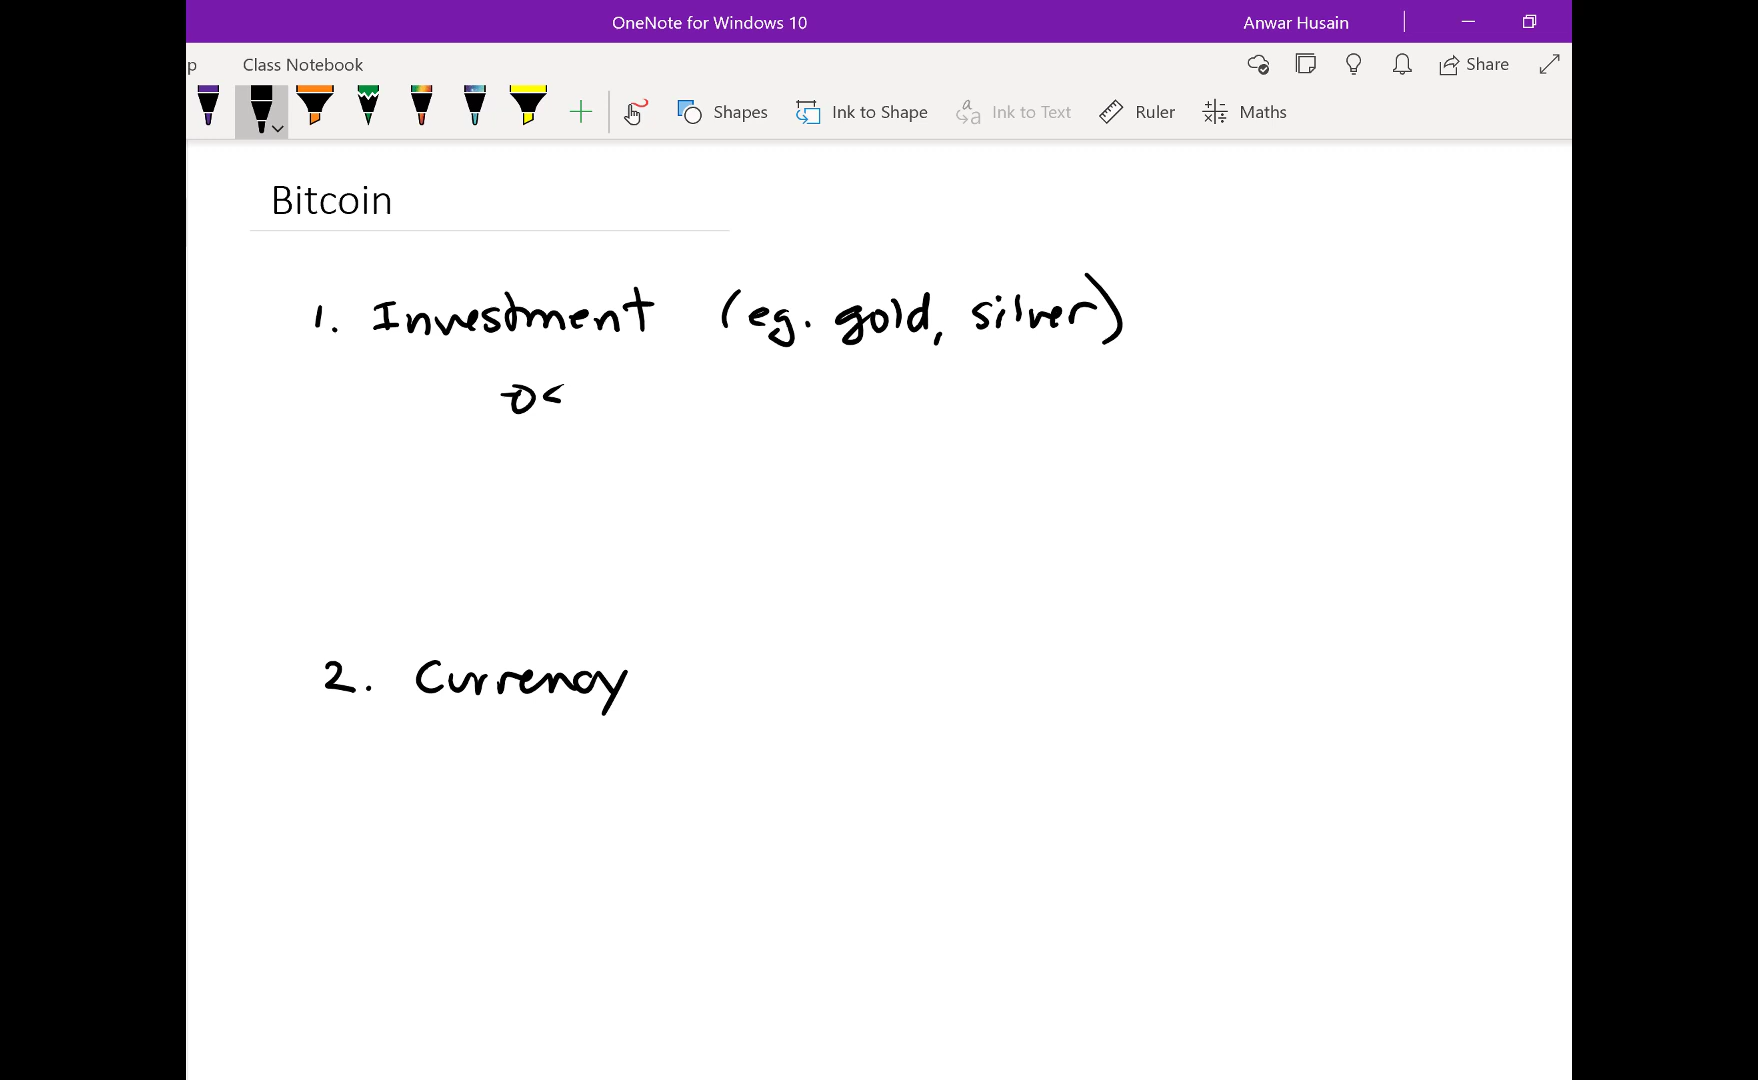 OneNote for Windows 10 Anwar Husain
p Class Notebook Share
Shapes Ink to Shape Ink to Text Ruler Maths
Bitcoin
1. Investment (eg. gold, silver)
2. Currency